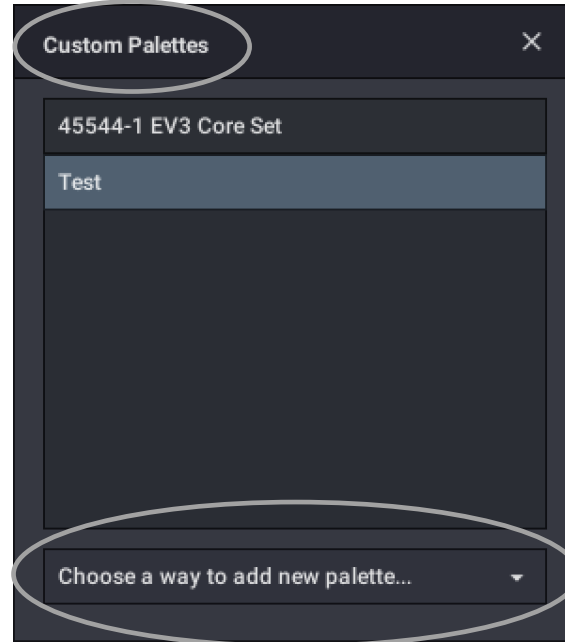 Custom Palettes
45544-1 EV3 Core Set
Test
Choose a way to add new palette...